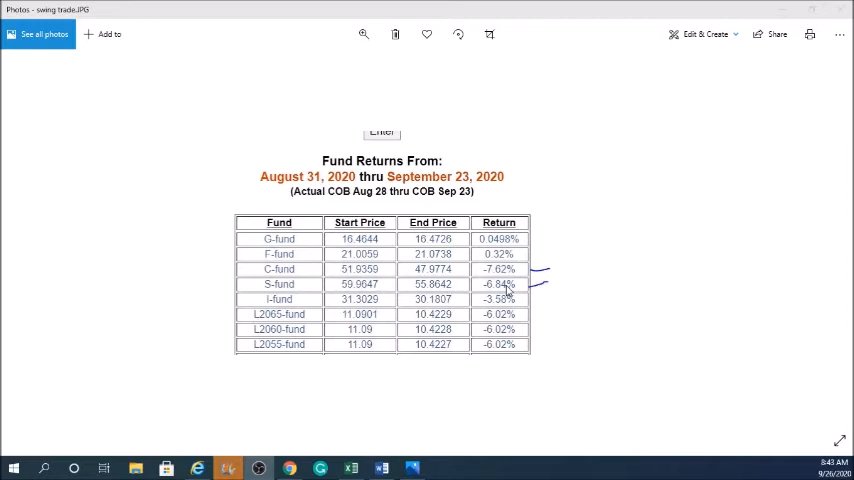 Photos - swing trade.JPG
See all photos
Add to
Edit & Create
Share
Enter
Fund Returns From:
August 31, 2020 thru September 23, 2020
(Actual COB Aug 28 thru COB Sep 23)
Fund Start Price End Price Return
G-fund 16.4644 16.4726 0.0498%
F-fund 21.0059 21.0738 0.32%
C-fund 51.9359 47.9774 -7.62%
S-fund 59.9647 55.8642 -6.84%
I-fund 31.3029 30.1807 -3.58%
L2065-fund 11.0901 10.4229 -6.02%
L2060-fund 11.09 10.4228 -6.02%
L2055-fund 11.09 10.4227 -6.02%
8:43 AM
9/26/2020